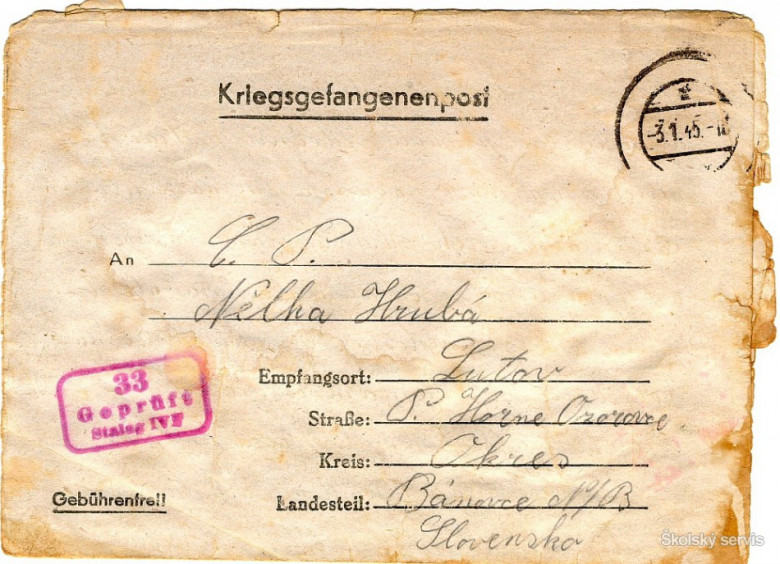 Kriegsgefangenenpost
-3.1.45.-
An C. P.
Nelka Hrubá
33
Geprüft
Stalag IV
Empfangsort: Lutov
Straße: P. Horne Ozorovce
Kreis: Okres
Gebührenfrei!
Landesteil: Bánovce N/B
Slovensko
Školský servis